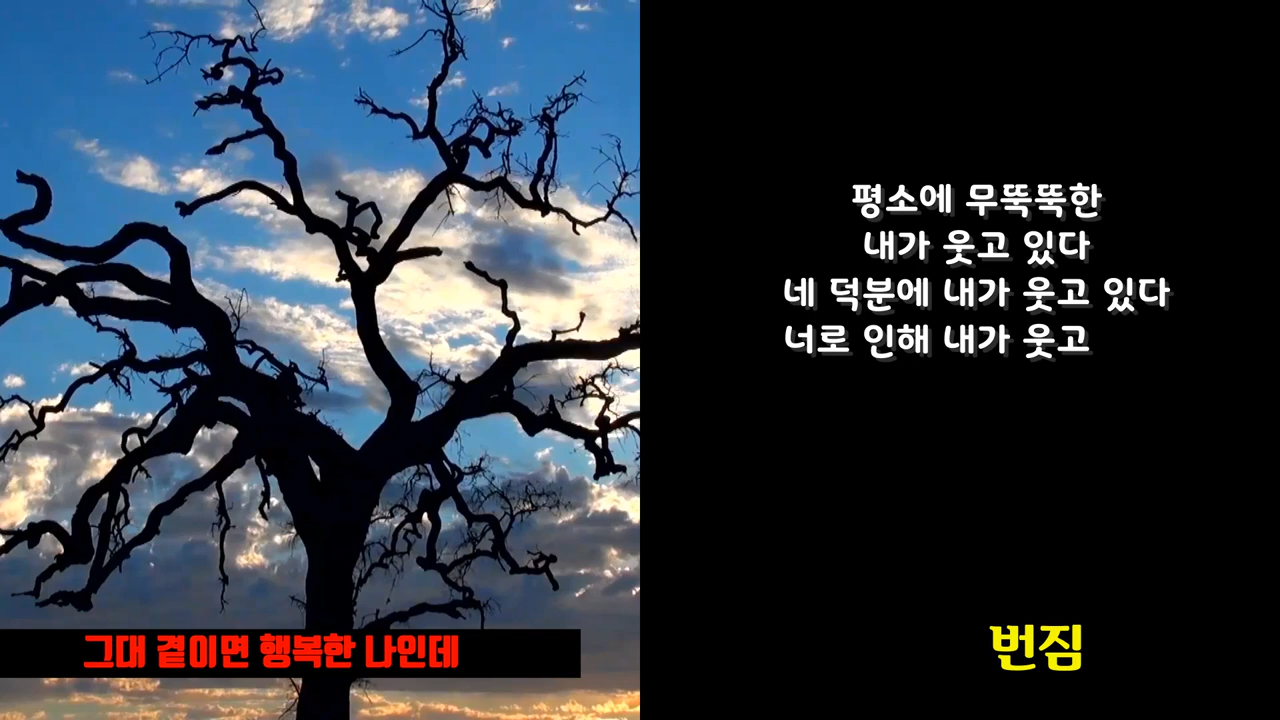 그대 곁이면 행복한 나인데
평소에 무뚝뚝한
내가 웃고 있다
네 덕분에 내가 웃고 있다
너로 인해 내가 웃고
번짐